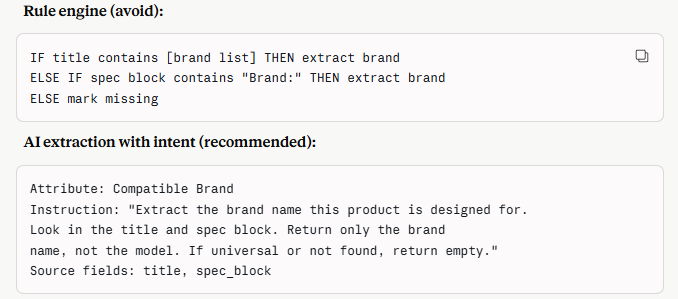 Rule engine (avoid):
IF title contains [brand list] THEN extract brand
ELSE IF spec block contains "Brand:" THEN extract brand
ELSE mark missing
AI extraction with intent (recommended):
Attribute: Compatible Brand
Instruction: "Extract the brand name this product is designed for.
Look in the title and spec block. Return only the brand
name, not the model. If universal or not found, return empty."
Source fields: title, spec_block